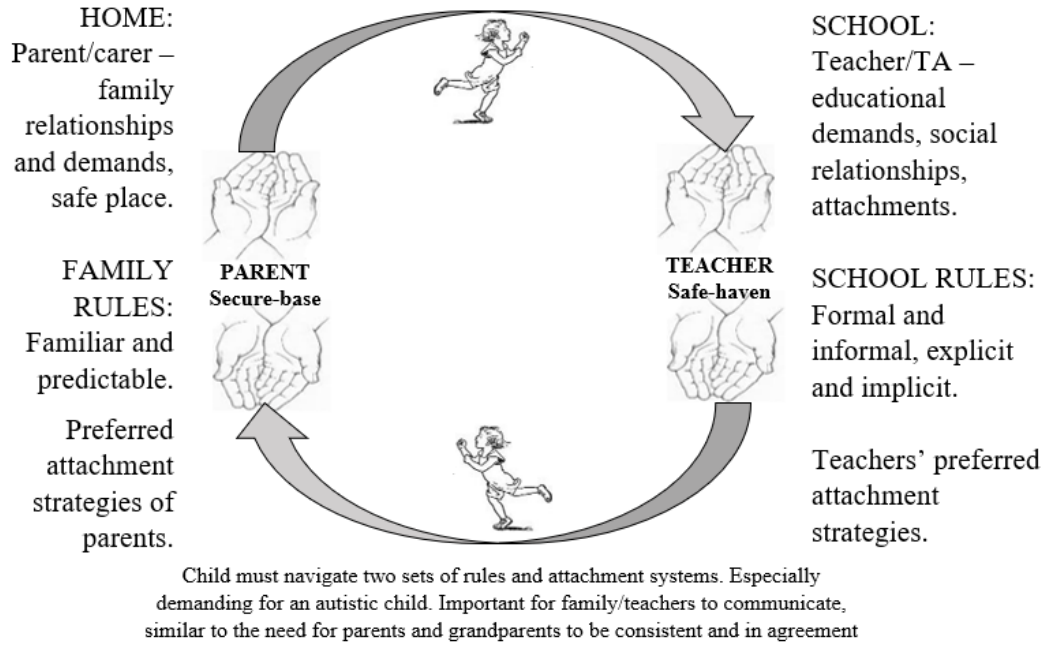 HOME:
Parent/carer –
family
relationships
and demands,
safe place.
FAMILY
RULES:
Familiar and
predictable.
Preferred
attachment
strategies of
parents.
PARENT
Secure-base
TEACHER
Safe-haven
SCHOOL:
Teacher/TA –
educational
demands, social
relationships,
attachments.
SCHOOL RULES:
Formal and
informal, explicit
and implicit.
Teachers’ preferred
attachment
strategies.
Child must navigate two sets of rules and attachment systems. Especially
demanding for an autistic child. Important for family/teachers to communicate,
similar to the need for parents and grandparents to be consistent and in agreement